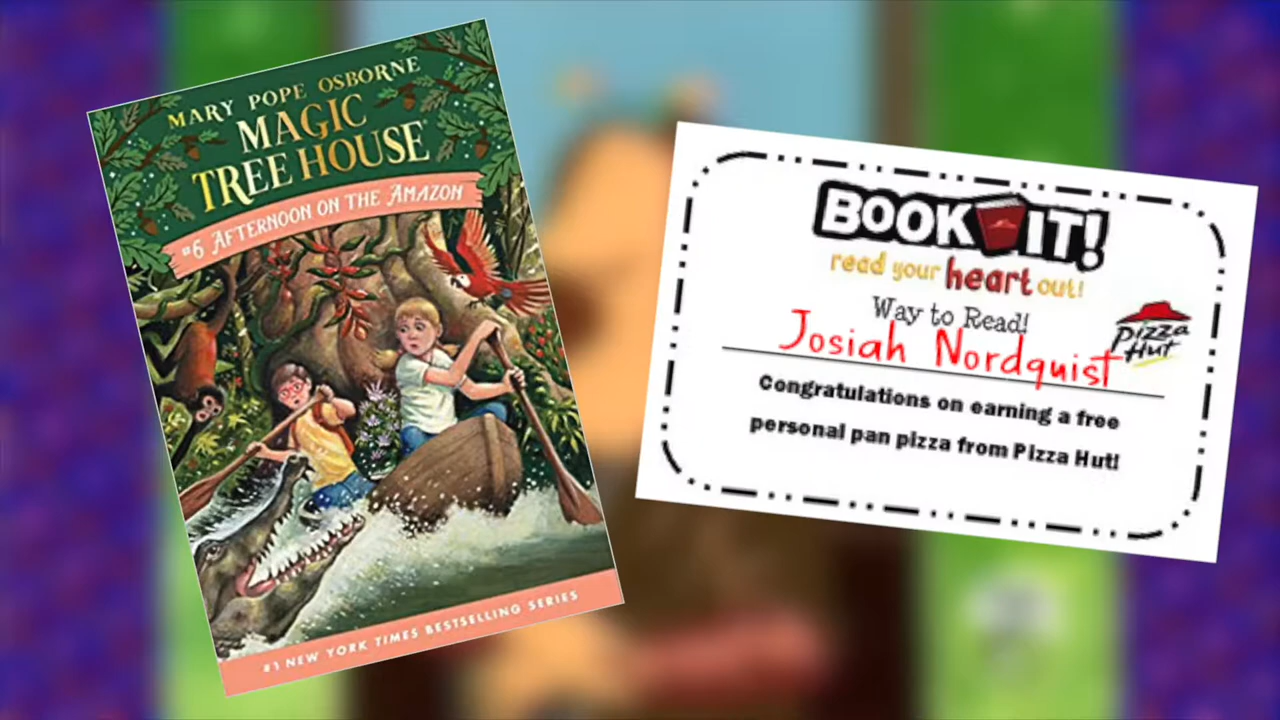 MARY POPE OSBORNE
MAGIC
TREE HOUSE
#6 AFTERNOON ON THE AMAZON
#1 NEW YORK TIMES BESTSELLING SERIES
BOOK IT!
read your heart out!
Way to Read!
Pizza
Hut
Josiah Nordquist
Congratulations on earning a free
personal pan pizza from Pizza Hut!